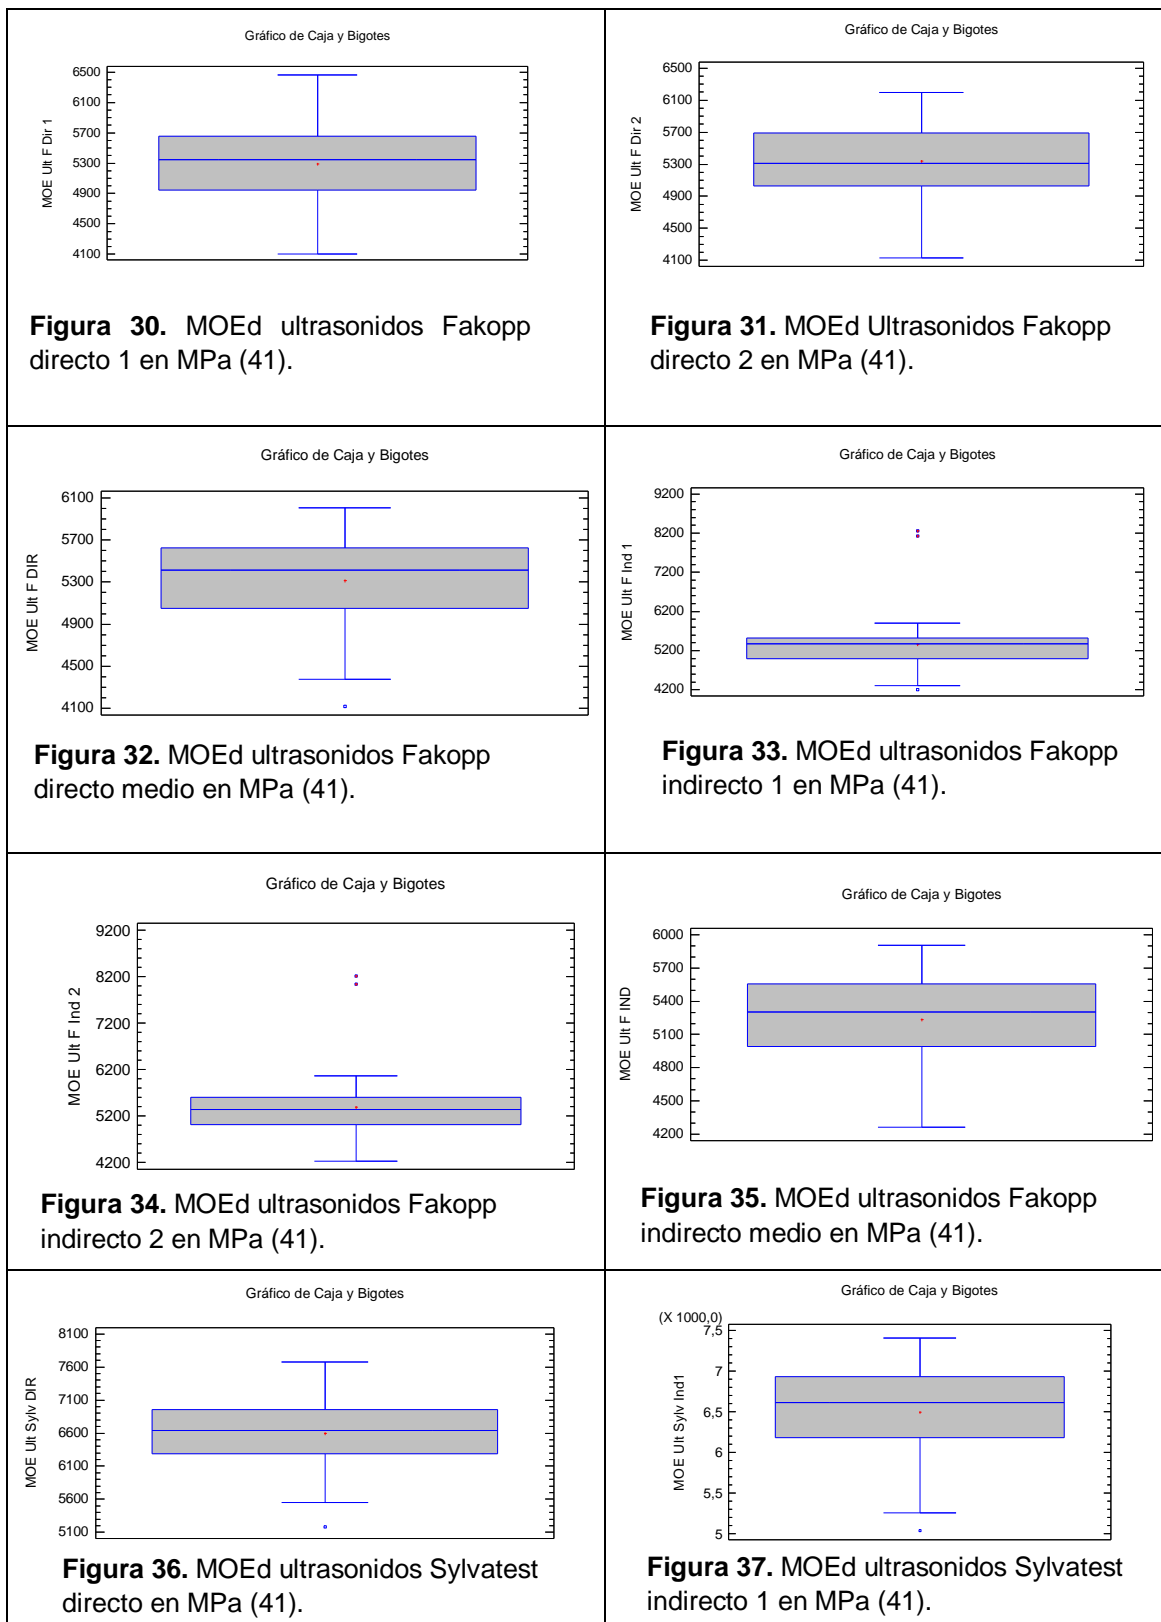 Gráfico de Caja y Bigotes
MOE Ult F Dir 1
6500
6100
5700
5300
4900
4500
4100
Figura 30. MOEd ultrasonidos Fakopp
directo 1 en MPa (41).
Gráfico de Caja y Bigotes
MOE Ult F Dir 2
6500
6100
5700
5300
4900
4500
4100
Figura 31. MOEd Ultrasonidos Fakopp
directo 2 en MPa (41).
Gráfico de Caja y Bigotes
MOE Ult F DIR
6100
5700
5300
4900
4500
4100
Figura 32. MOEd ultrasonidos Fakopp
directo medio en MPa (41).
Gráfico de Caja y Bigotes
MOE Ult F Ind 1
9200
8200
7200
6200
5200
4200
Figura 33. MOEd ultrasonidos Fakopp
indirecto 1 en MPa (41).
Gráfico de Caja y Bigotes
MOE Ult F Ind 2
9200
8200
7200
6200
5200
4200
Figura 34. MOEd ultrasonidos Fakopp
indirecto 2 en MPa (41).
Gráfico de Caja y Bigotes
MOE Ult F IND
6000
5700
5400
5100
4800
4500
4200
Figura 35. MOEd ultrasonidos Fakopp
indirecto medio en MPa (41).
Gráfico de Caja y Bigotes
MOE Ult Sylv DIR
8100
7600
7100
6600
6100
5600
5100
Figura 36. MOEd ultrasonidos Sylvatest
directo en MPa (41).
Gráfico de Caja y Bigotes
(X 1000,0)
MOE Ult Sylv Ind1
7,5
7
6,5
6
5,5
5
Figura 37. MOEd ultrasonidos Sylvatest
indirecto 1 en MPa (41).